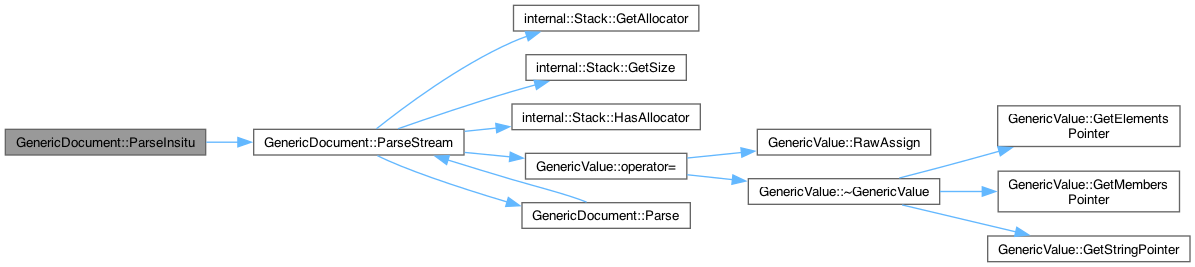 internal::Stack::GetAllocator
internal::Stack::GetSize
internal::Stack::HasAllocator
GenericDocument::ParseInsitu
GenericDocument::ParseStream
GenericValue::operator=
GenericDocument::Parse
GenericValue::RawAssign
GenericValue::~GenericValue
GenericValue::GetElements
Pointer
GenericValue::GetMembers
Pointer
GenericValue::GetStringPointer